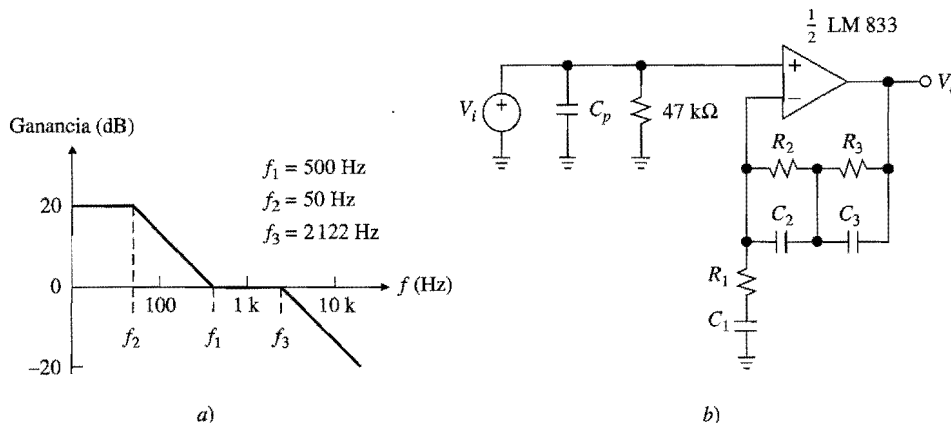 Ganancia (dB)
f₁ = 500 Hz
f₂ = 50 Hz
f₃ = 2 122 Hz
20
0
−20
100
1 k
10 k
f (Hz)
f₂
f₁
f₃
a)
½ LM 833
+
−
Vᵢ
+
Cₚ
47 kΩ
R₂
R₃
C₂
C₃
R₁
C₁
b)